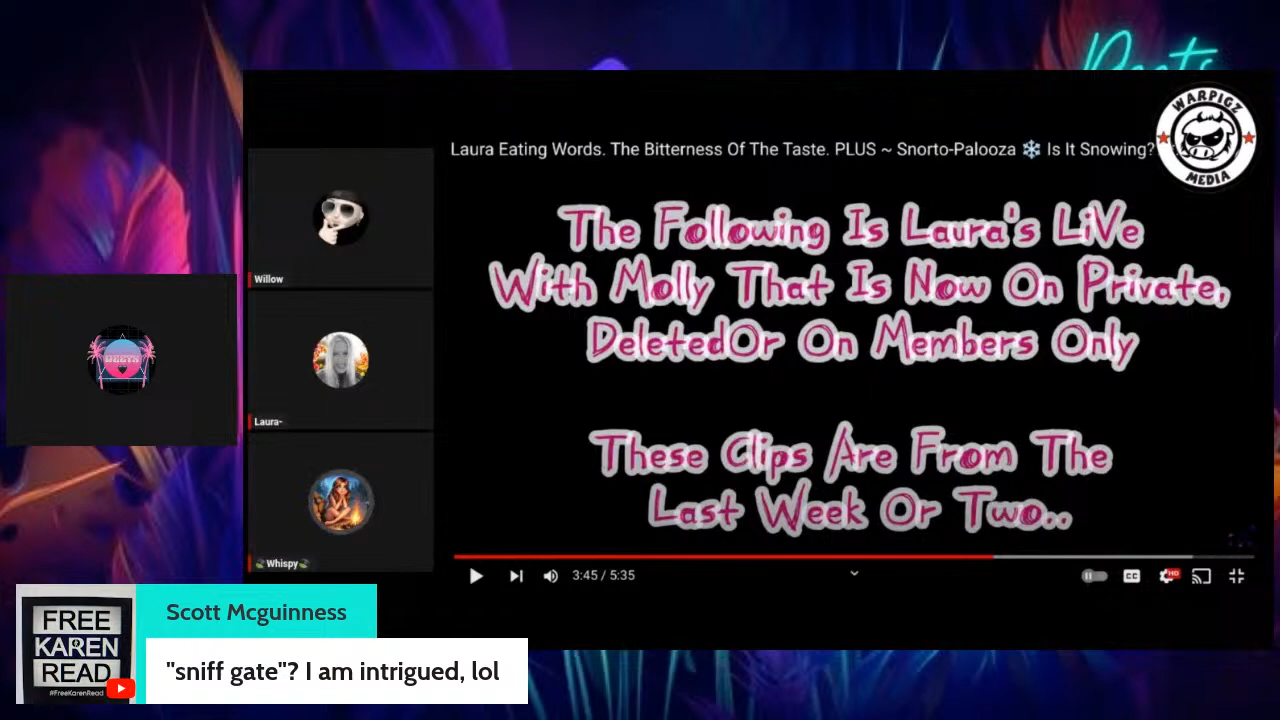 WARPIGZ
MEDIA
Laura Eating Words. The Bitterness Of The Taste. PLUS ~ Snorto-Palooza ❄ Is It Snowing?
The Following Is Laura's LiVe
With Molly That Is Now On Private,
DeletedOr On Members Only
These Clips Are From The
Last Week Or Two..
Willow
Laura-
Whispy
3:45 / 5:35
CC
HD
FREE
KAREN
READ
#FreeKarenRead
Scott Mcguinness
"sniff gate"? I am intrigued, lol